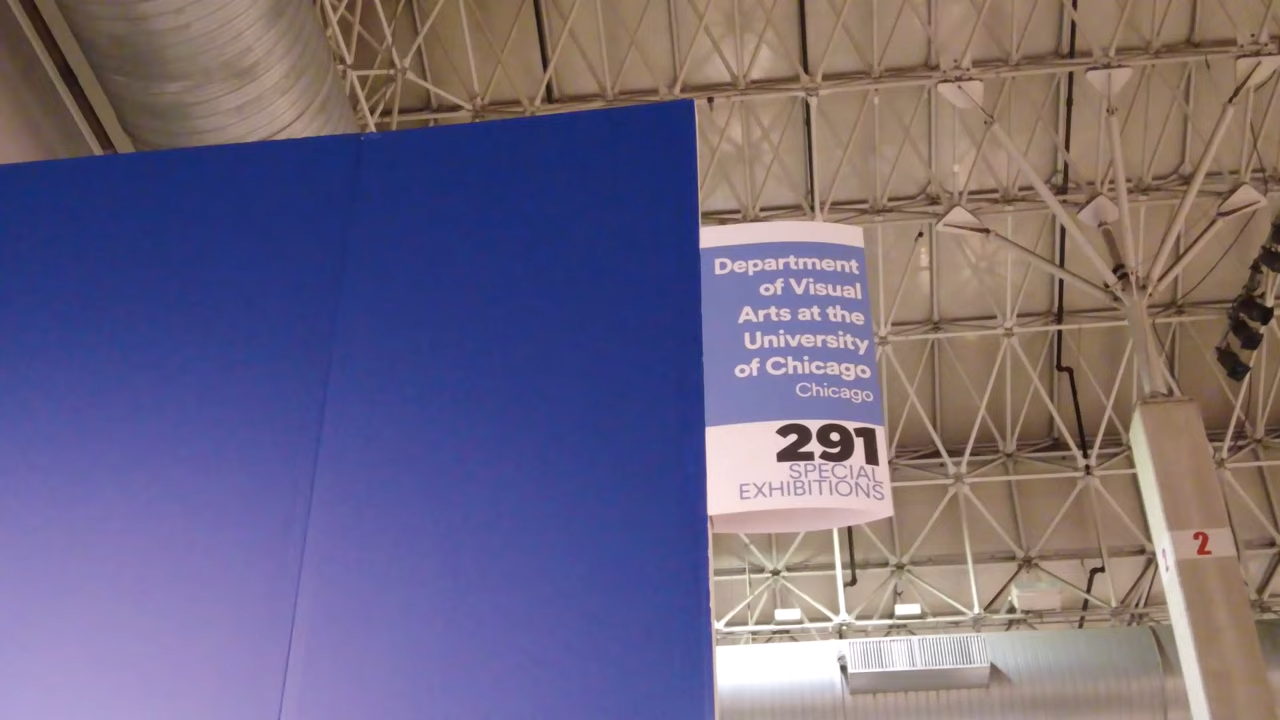 Department
of Visual
Arts at the
University
of Chicago
Chicago
291
SPECIAL
EXHIBITIONS
2